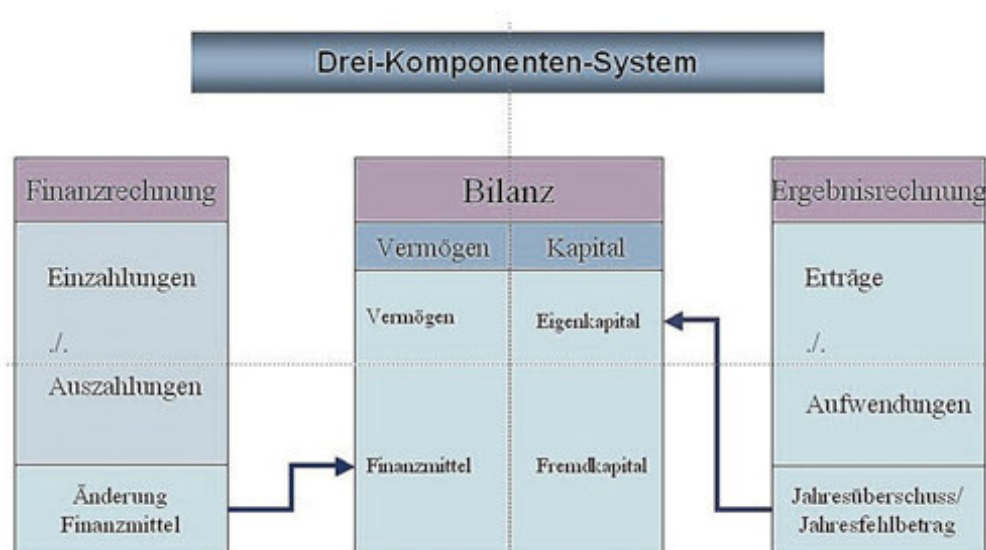 Drei-Komponenten-System
Finanzrechnung
Einzahlungen
./.
Auszahlungen
Änderung
Finanzmittel
Bilanz
Vermögen Kapital
Vermögen Eigenkapital
Finanzmittel Fremdkapital
Ergebnisrechnung
Erträge
./.
Aufwendungen
Jahresüberschuss/
Jahresfehlbetrag